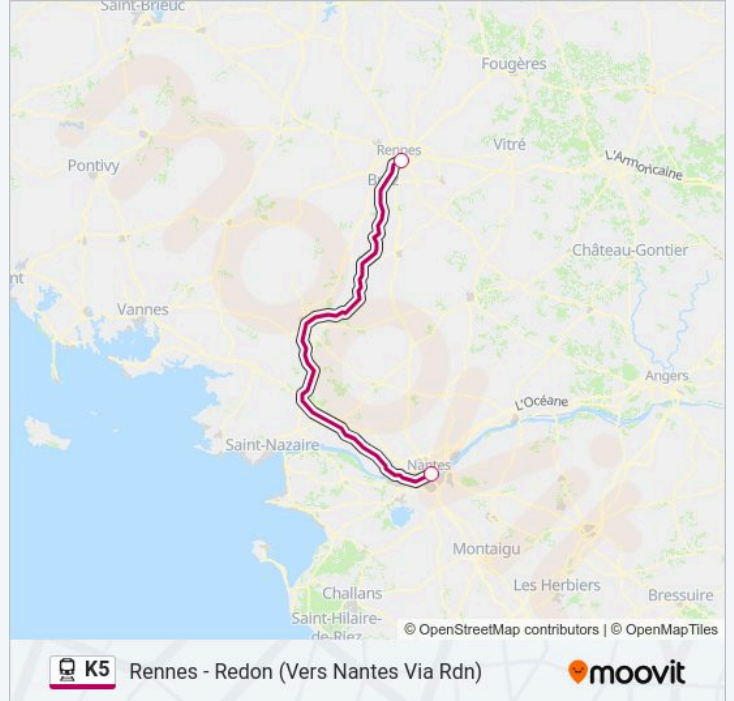 Saint-Brieuc
Fougères
Rennes
Vitré
L'Armoricaine
Pontivy
Château-Gontier
Vannes
Angers
L'Océane
Saint-Nazaire
Nantes
Montaigu
Les Herbiers
Challans
Bressuire
Saint-Hilaire-
de-Riez
© OpenStreetMap contributors | © OpenMapTiles
K5 Rennes - Redon (Vers Nantes Via Rdn)
moovit